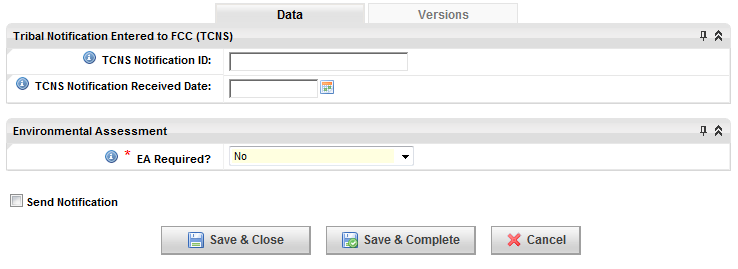 Data Versions
Tribal Notification Entered to FCC (TCNS)
TCNS Notification ID:
TCNS Notification Received Date:
Environmental Assessment
* EA Required? No
Send Notification
Save & Close Save & Complete Cancel